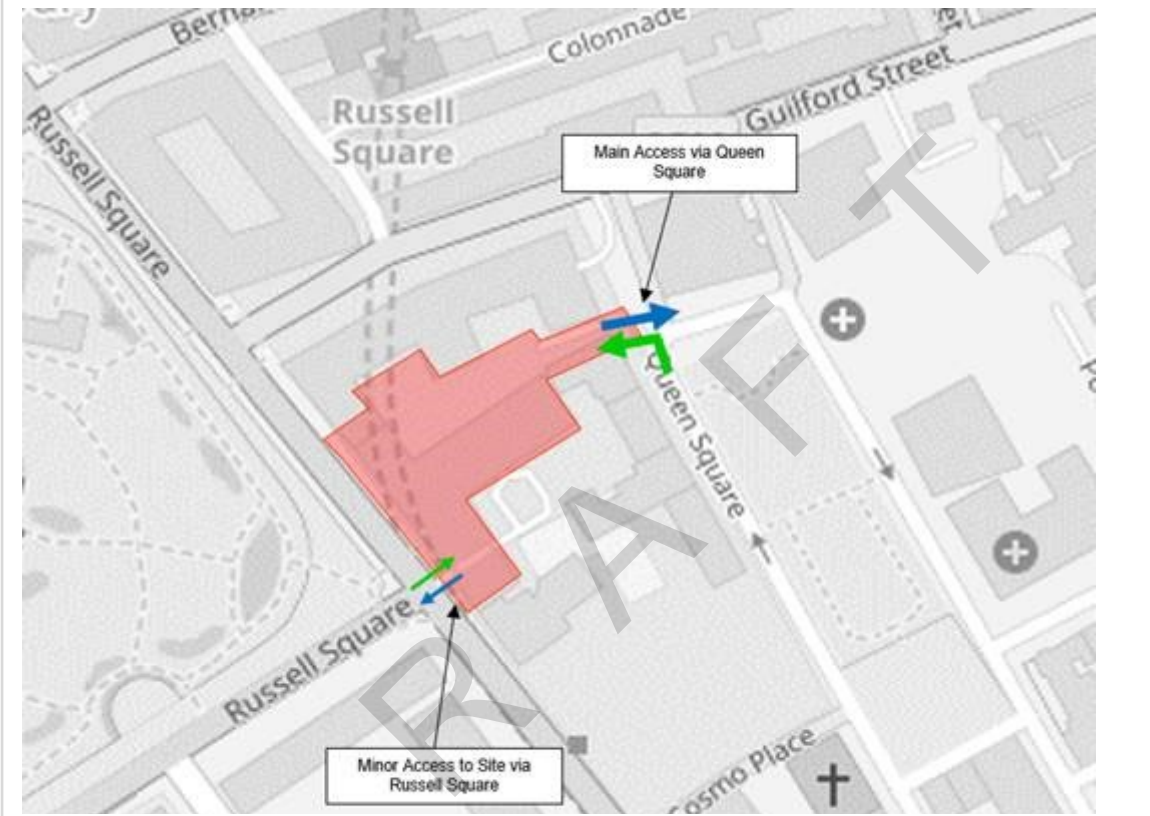 Bernar
Colonnade
Guilford Street
Russell
Square
Russell Square
Main Access via Queen
Square
Queen Square
Russell Square
Minor Access to Site via
Russell Square
Cosmo Place
DRAFT